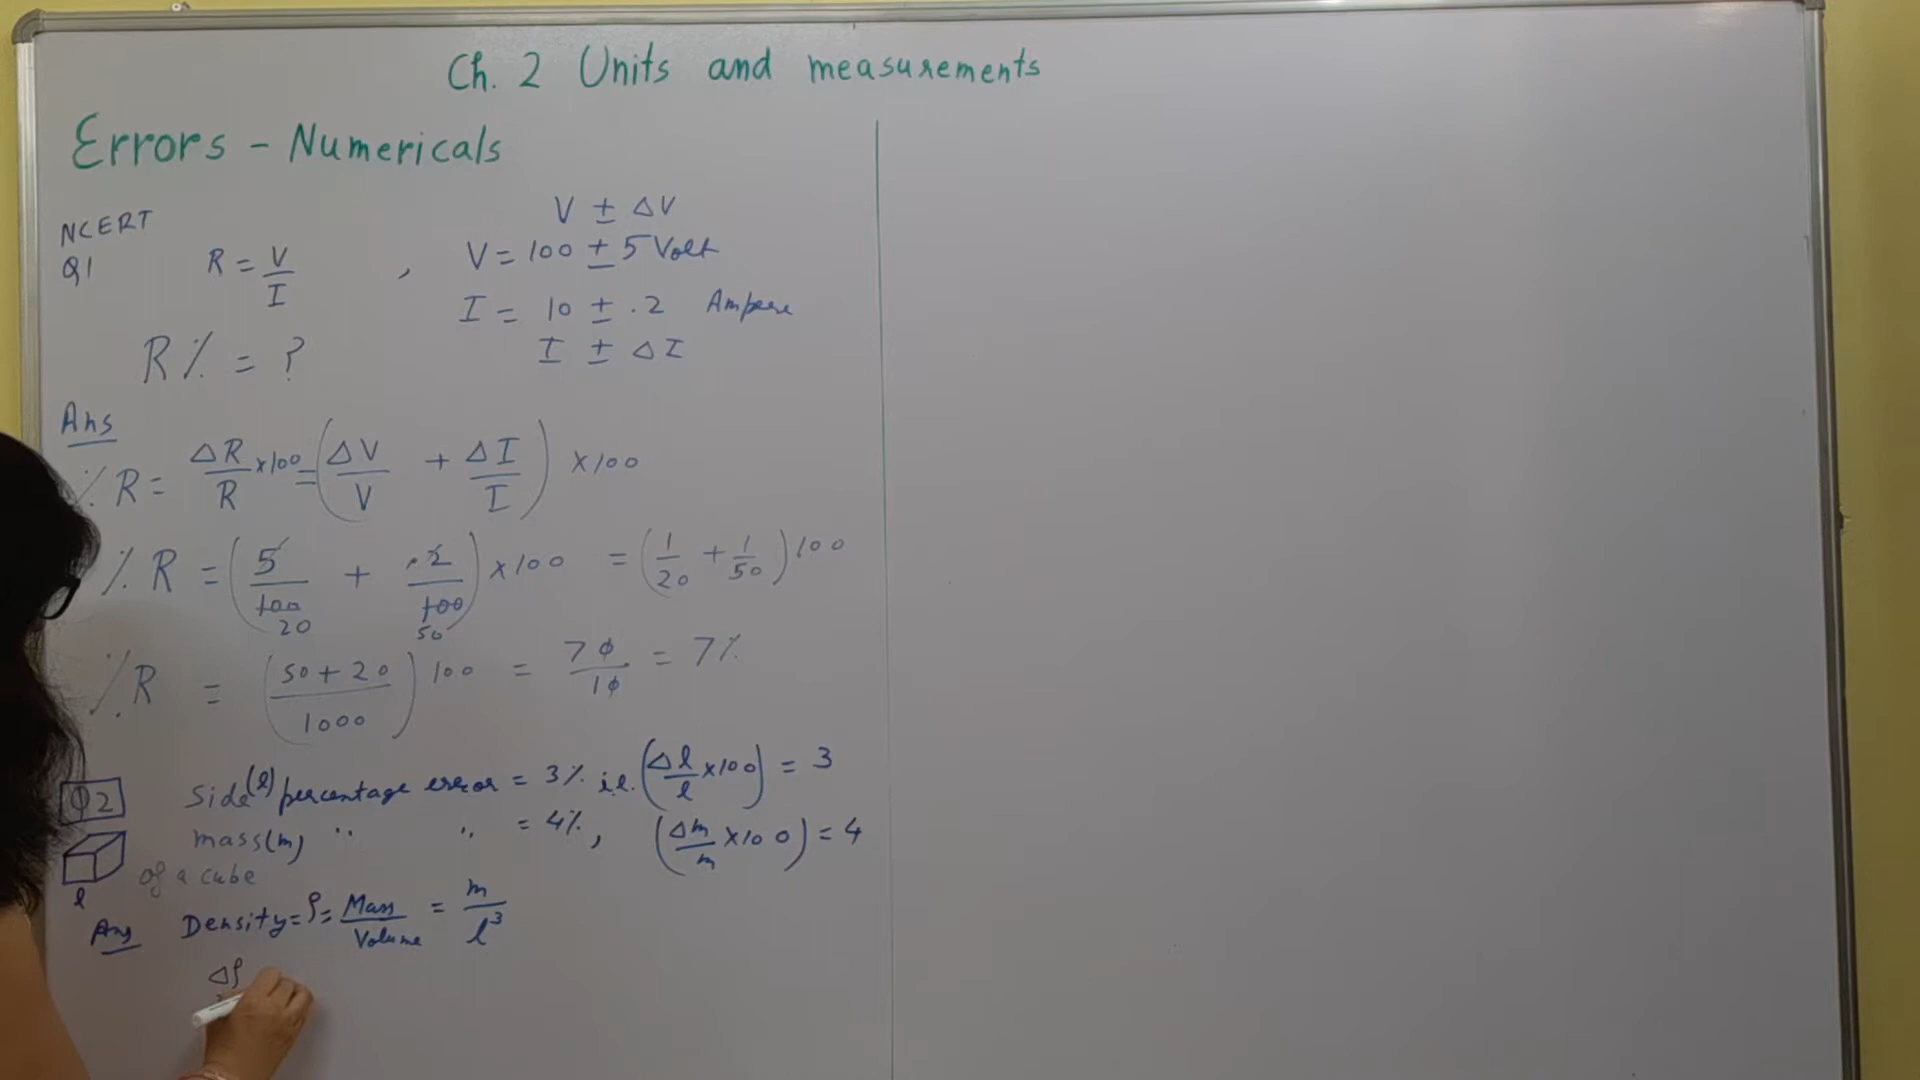 Ch. 2 Units and measurements
Errors - Numericals
NCERT
Q1 R = V/I , V ± ΔV
V = 100 ± 5 Volt
I = 10 ± .2 Ampere
I ± ΔI
R% = ?
Ans
% R = ΔR/R ×100 = (ΔV/V + ΔI/I) ×100
% R = (5/100 20 + .2/100 50) ×100 = (1/20 + 1/50) 100
% R = (50+20/1000) 100 = 70/10 = 7%
Q2 Side(l) percentage error = 3% i.e. (Δl/l ×100) = 3
mass(m) " " = 4%, (Δm/m ×100) = 4
of a cube
l
Ans Density = ρ = Mass/Volume = m/l³
Δρ